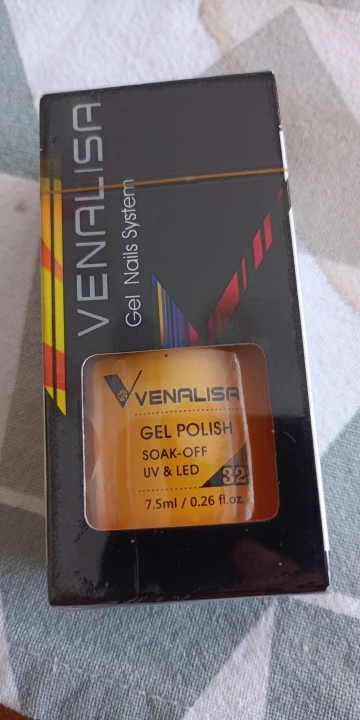 VENALISA
Gel Nails System
VENALISA
GEL POLISH
SOAK-OFF
UV & LED
32
7.5ml / 0.26 fl.oz.